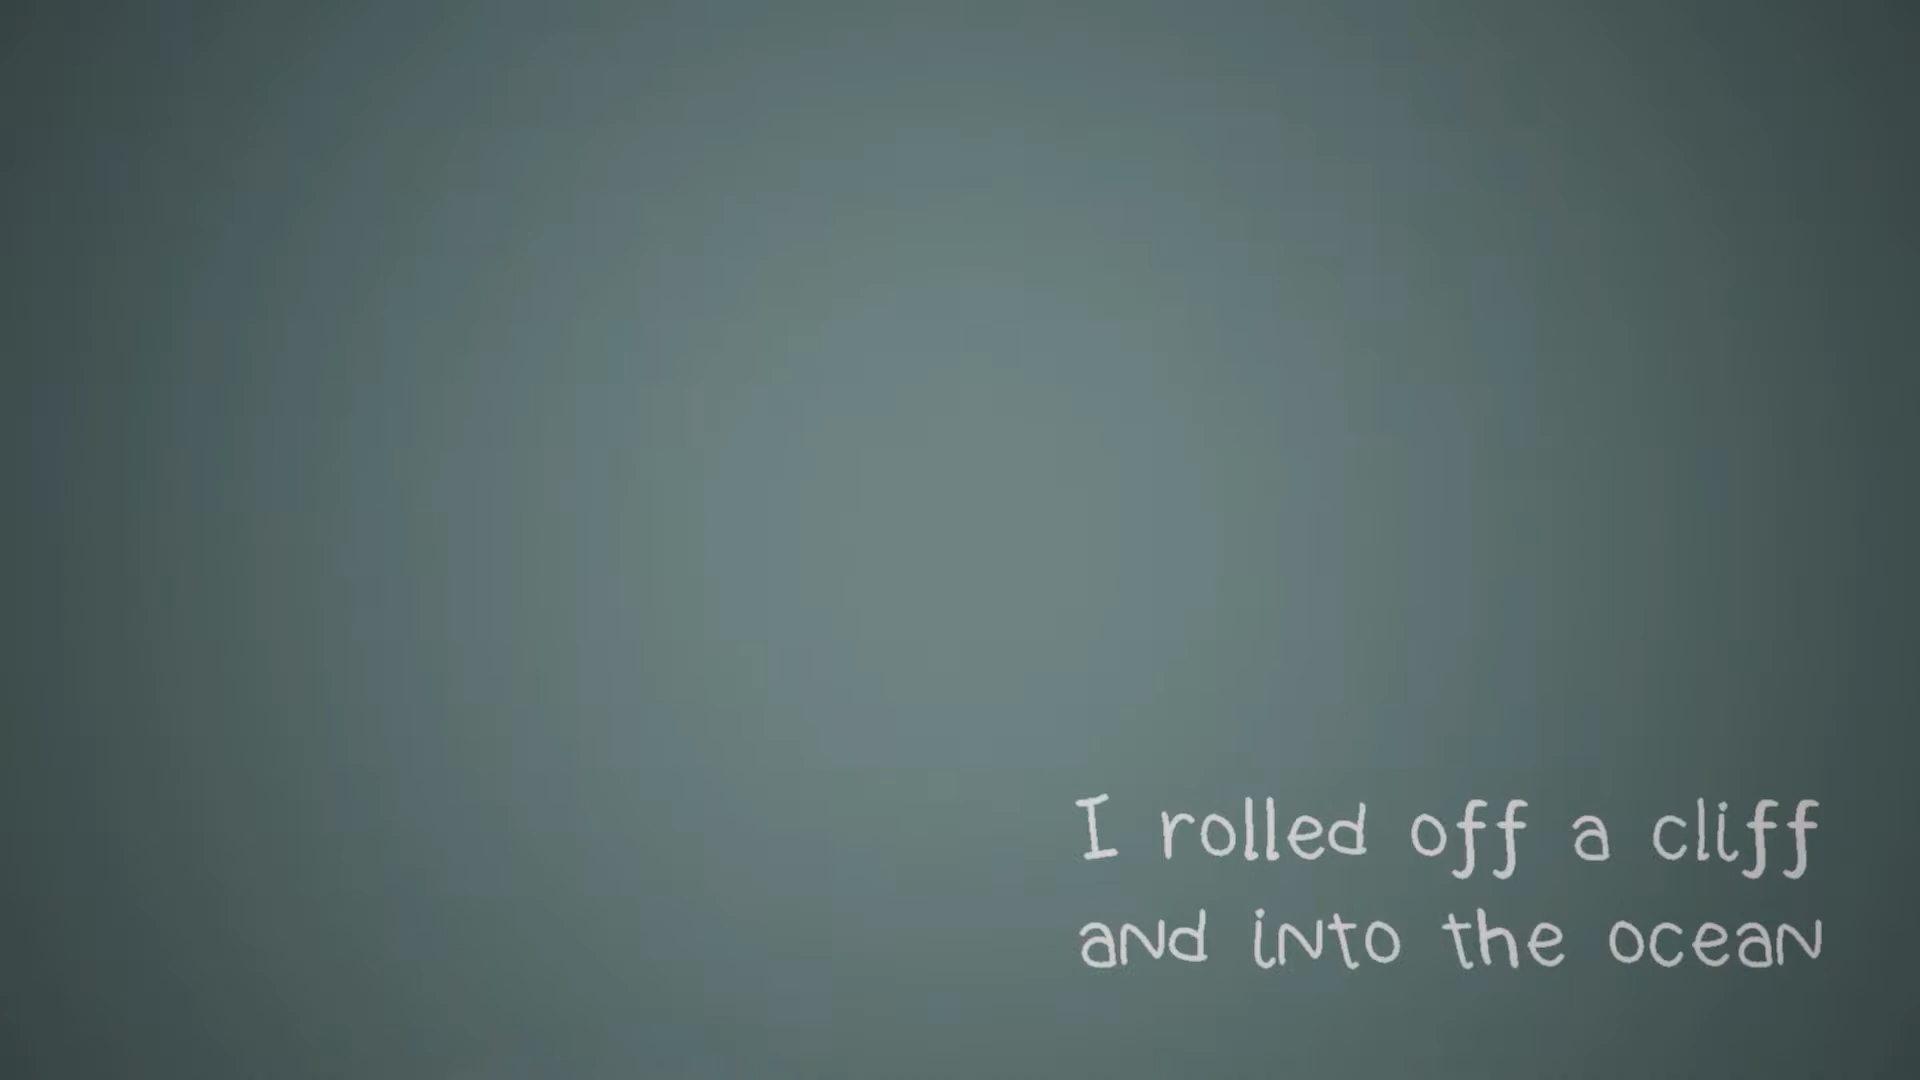 I rolled off a cliff
and into the ocean